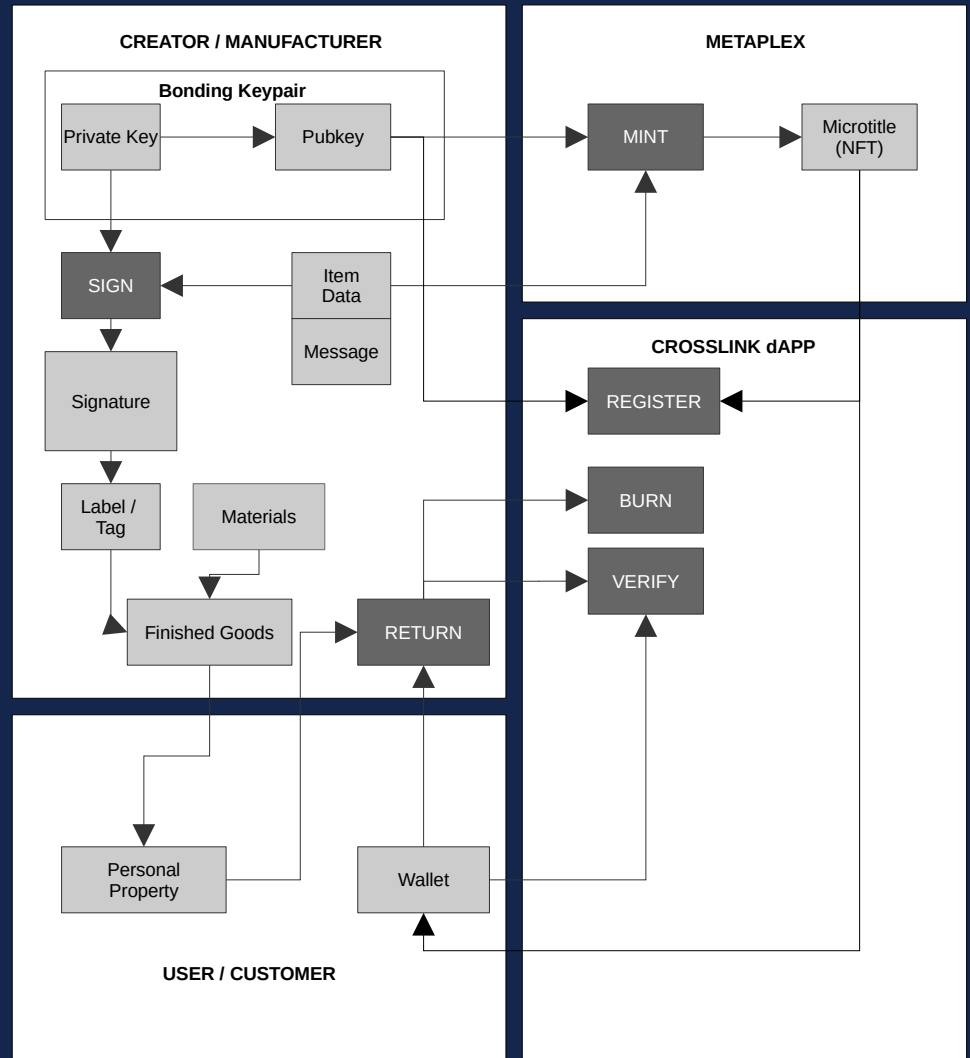 CREATOR / MANUFACTURER
Bonding Keypair
Private Key
Pubkey
SIGN
Item
Data
Message
Signature
Label /
Tag
Materials
Finished Goods
RETURN
METAPLEX
MINT
Microtitle
(NFT)
CROSSLINK dAPP
REGISTER
BURN
VERIFY
Personal
Property
Wallet
USER / CUSTOMER